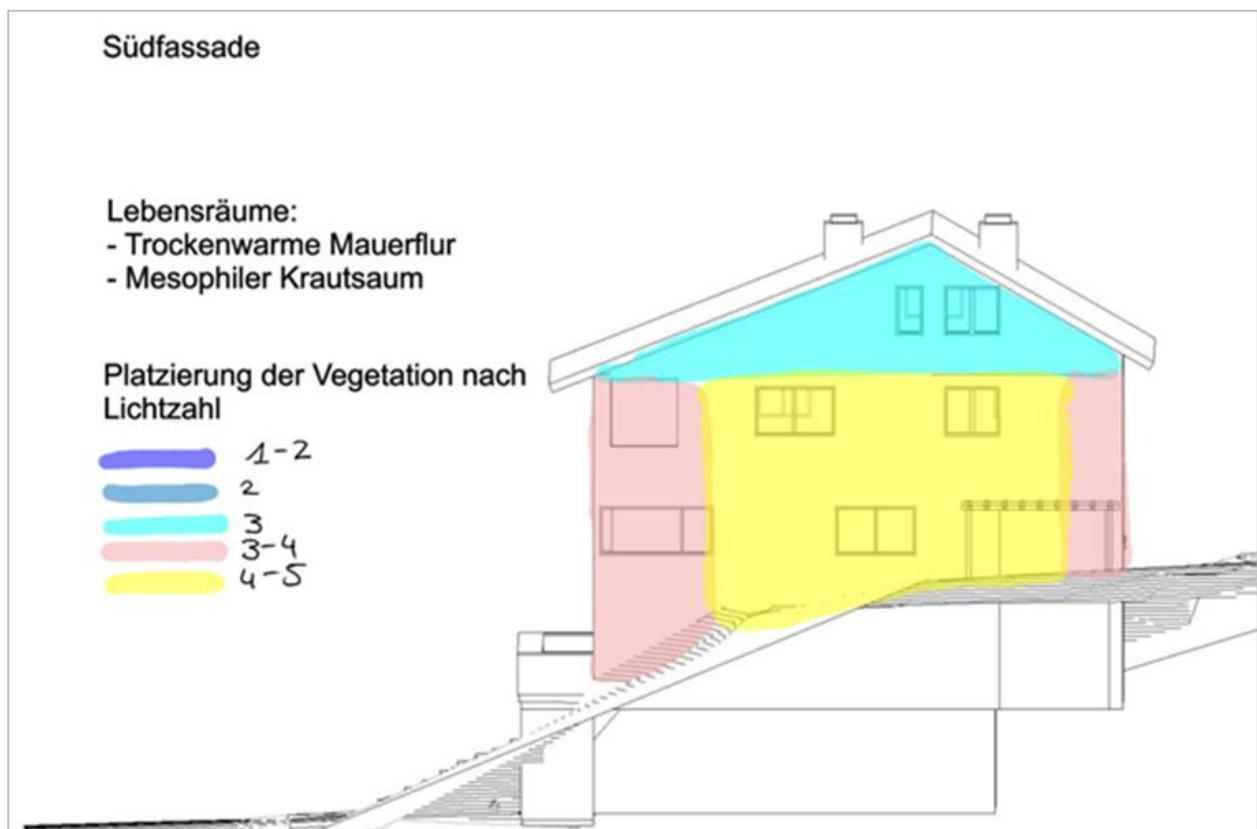 Südfassade
Lebensräume:
- Trockenwarme Mauerflur
- Mesophiler Krautsaum
Platzierung der Vegetation nach
Lichtzahl
1-2
2
3
3-4
4-5